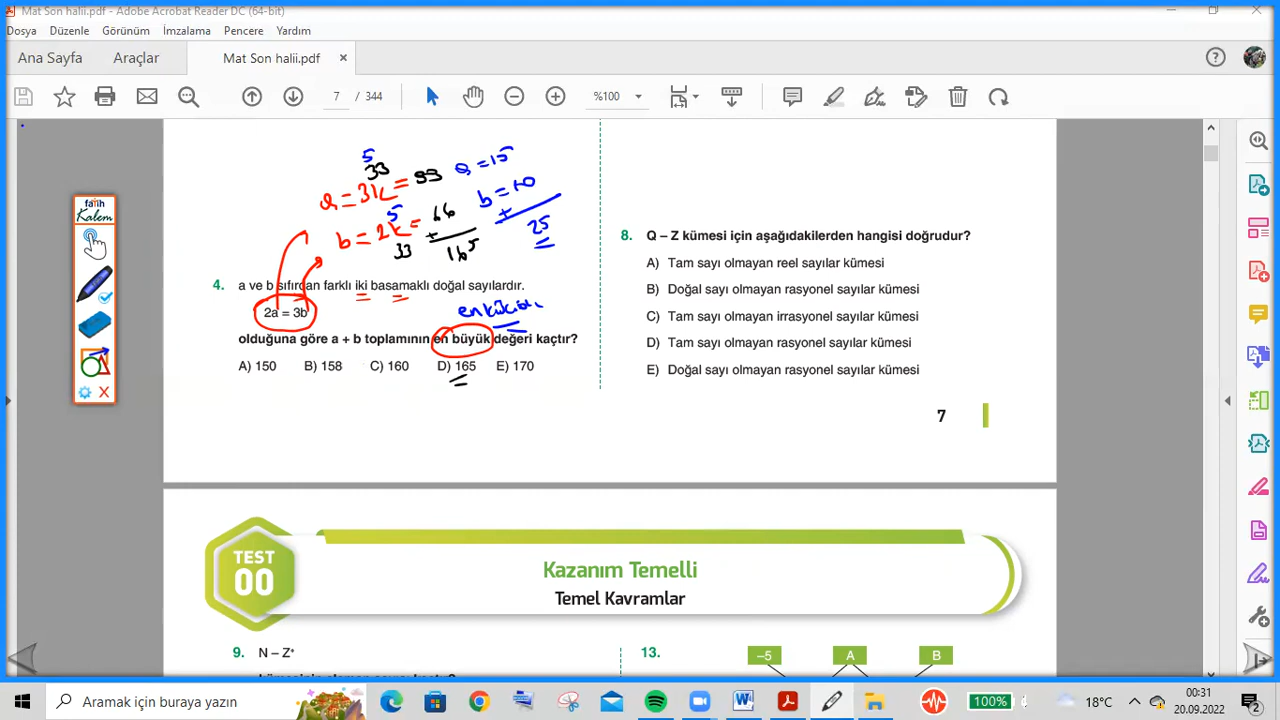 Mat Son halii.pdf - Adobe Acrobat Reader DC (64-bit)
Dosya Düzenle Görünüm İmzalama Pencere Yardım
Ana Sayfa Araçlar Mat Son halii.pdf ×
7 / 344 %100
fatih
Kalem
5
33
a = 3k = 99
5
b = 2k = 66
33
+
165
a = 15
b = 10
+
25
4. a ve b sıfırdan farklı iki basamaklı doğal sayılardır.
2a = 3b
en küçük
olduğuna göre a + b toplamının en büyük değeri kaçtır?
A) 150 B) 158 C) 160 D) 165 E) 170
8. Q – Z kümesi için aşağıdakilerden hangisi doğrudur?
A) Tam sayı olmayan reel sayılar kümesi
B) Doğal sayı olmayan rasyonel sayılar kümesi
C) Tam sayı olmayan irrasyonel sayılar kümesi
D) Tam sayı olmayan rasyonel sayılar kümesi
E) Doğal sayı olmayan rasyonel sayılar kümesi
7
TEST
00
Kazanım Temelli
Temel Kavramlar
9. N – Z⁺
13. –5 A B
Aramak için buraya yazın
100% 18°C
00:31
20.09.2022
2